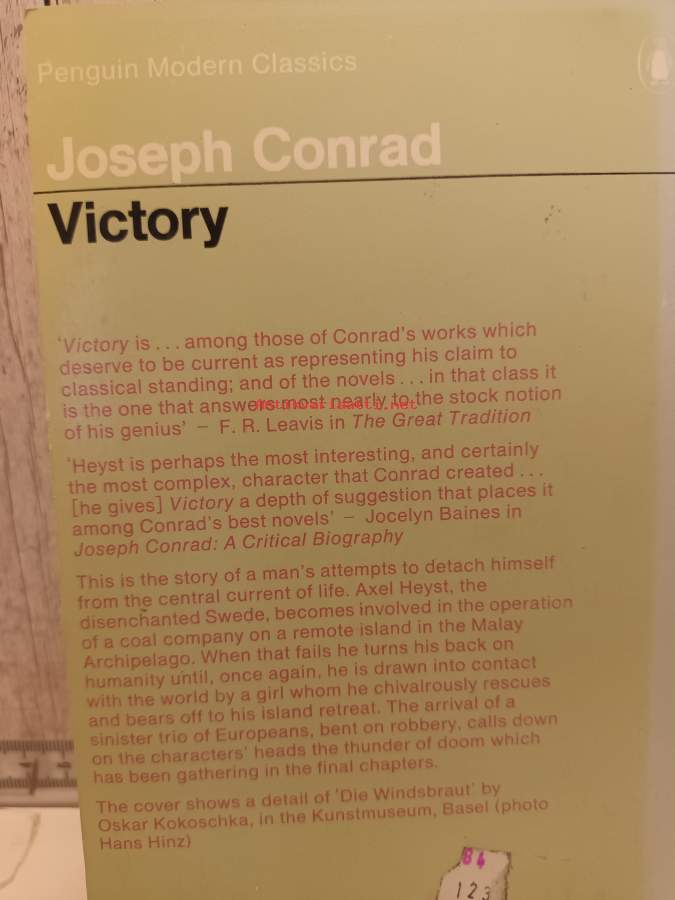 Penguin Modern Classics
Joseph Conrad
Victory
'Victory is . . . among those of Conrad's works which
deserve to be current as representing his claim to
classical standing; and of the novels . . . in that class it
is the one that answers most nearly to the stock notion
of his genius' – F. R. Leavis in The Great Tradition
'Heyst is perhaps the most interesting, and certainly
the most complex, character that Conrad created . . .
[he gives] Victory a depth of suggestion that places it
among Conrad's best novels' – Jocelyn Baines in
Joseph Conrad: A Critical Biography
This is the story of a man's attempts to detach himself
from the central current of life. Axel Heyst, the
disenchanted Swede, becomes involved in the operation
of a coal company on a remote island in the Malay
Archipelago. When that fails he turns his back on
humanity until, once again, he is drawn into contact
with the world by a girl whom he chivalrously rescues
and bears off to his island retreat. The arrival of a
sinister trio of Europeans, bent on robbery, calls down
on the characters' heads the thunder of doom which
has been gathering in the final chapters.
The cover shows a detail of 'Die Windsbraut' by
Oskar Kokoschka, in the Kunstmuseum, Basel (photo
Hans Hinz)
84
123
7